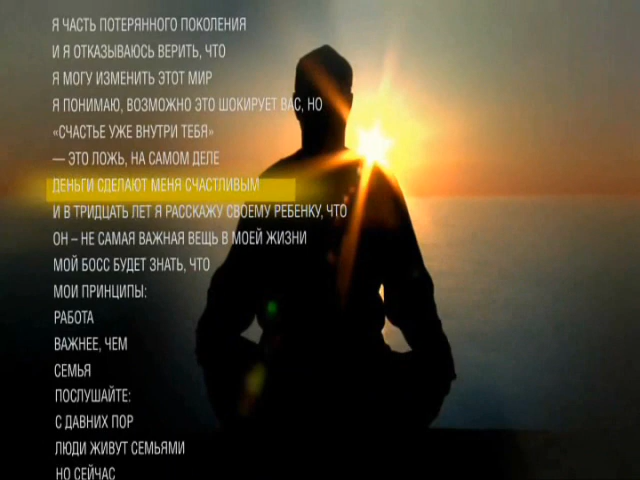 Я ЧАСТЬ ПОТЕРЯННОГО ПОКОЛЕНИЯ
И Я ОТКАЗЫВАЮСЬ ВЕРИТЬ, ЧТО
Я МОГУ ИЗМЕНИТЬ ЭТОТ МИР
Я ПОНИМАЮ, ВОЗМОЖНО ЭТО ШОКИРУЕТ ВАС, НО
«СЧАСТЬЕ УЖЕ ВНУТРИ ТЕБЯ»
— ЭТО ЛОЖЬ, НА САМОМ ДЕЛЕ
ДЕНЬГИ СДЕЛАЮТ МЕНЯ СЧАСТЛИВЫМ
И В ТРИДЦАТЬ ЛЕТ Я РАССКАЖУ СВОЕМУ РЕБЕНКУ, ЧТО
ОН – НЕ САМАЯ ВАЖНАЯ ВЕЩЬ В МОЕЙ ЖИЗНИ
МОЙ БОСС БУДЕТ ЗНАТЬ, ЧТО
МОИ ПРИНЦИПЫ:
РАБОТА
ВАЖНЕЕ, ЧЕМ
СЕМЬЯ
ПОСЛУШАЙТЕ:
С ДАВНИХ ПОР
ЛЮДИ ЖИВУТ СЕМЬЯМИ
НО СЕЙЧАС